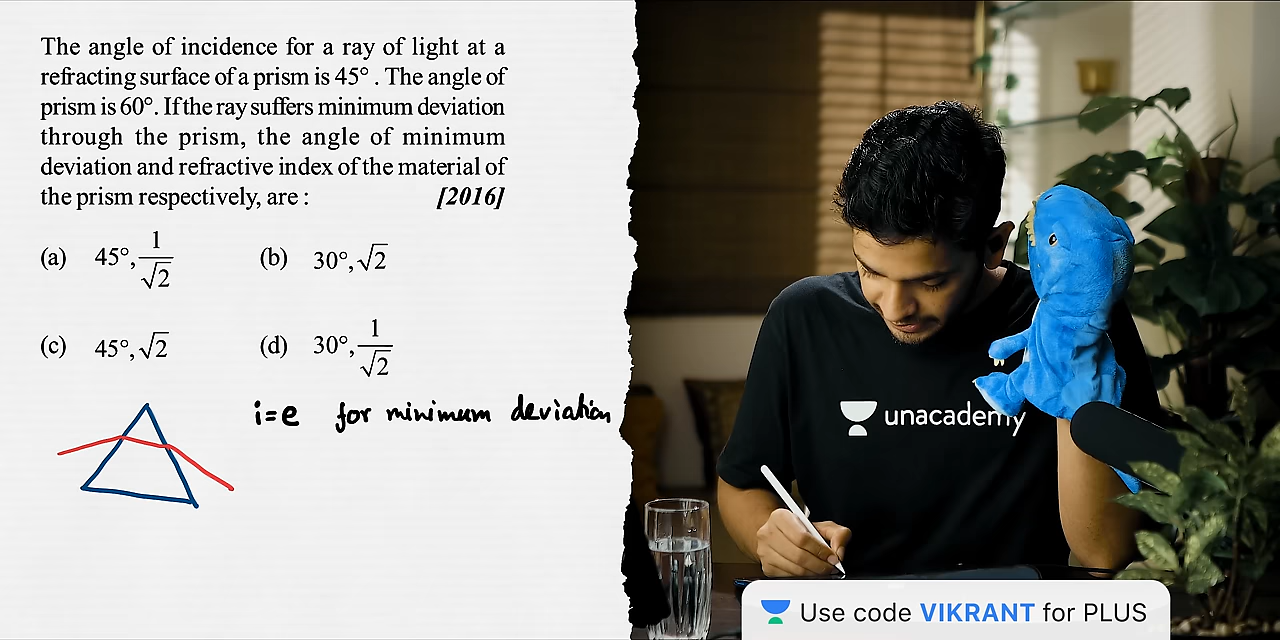 The angle of incidence for a ray of light at a
refracting surface of a prism is 45° . The angle of
prism is 60°. If the ray suffers minimum deviation
through the prism, the angle of minimum
deviation and refractive index of the material of
the prism respectively, are : [2016]
(a) 45°, 1/√2 (b) 30°, √2
(c) 45°, √2 (d) 30°, 1/√2
i=e for minimum deviation
unacademy
Use code VIKRANT for PLUS